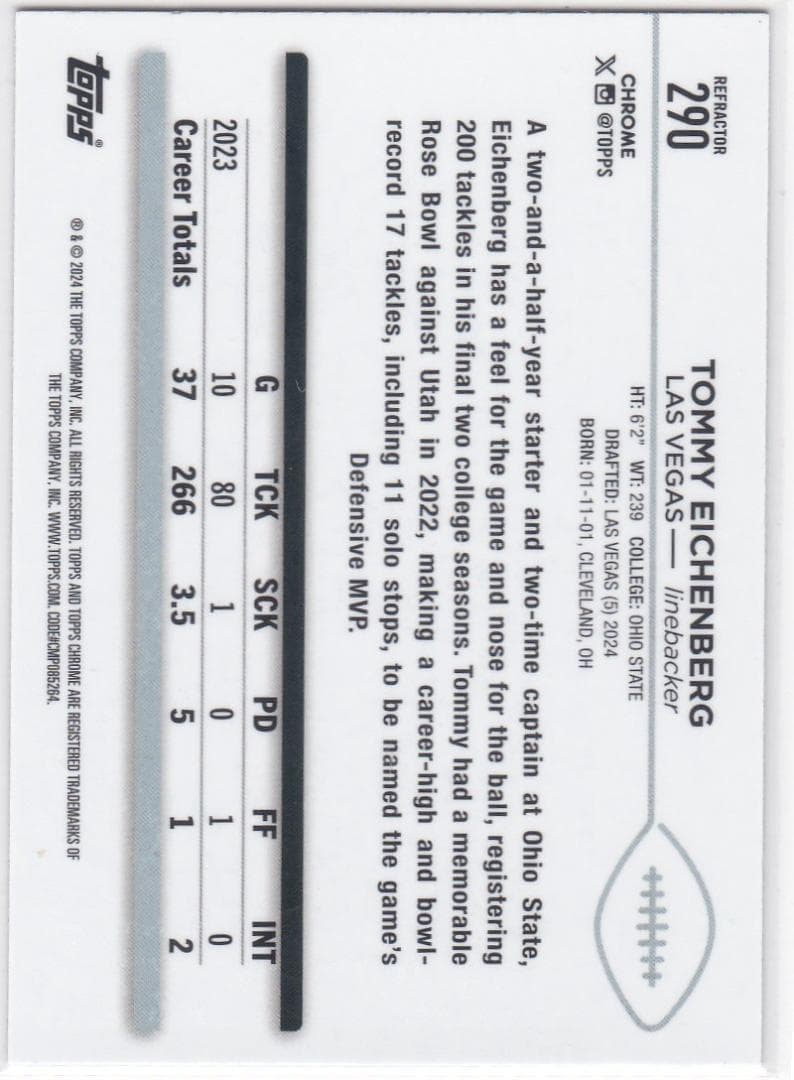 REFRACTOR
290
TOMMY EICHENBERG
LAS VEGAS — linebacker
CHROME
X @TOPPS
HT: 6'2" WT: 239 COLLEGE: OHIO STATE
DRAFTED: LAS VEGAS (5) 2024
BORN: 01-11-01, CLEVELAND, OH
A two-and-a-half-year starter and two-time captain at Ohio State,
Eichenberg has a feel for the game and nose for the ball, registering
200 tackles in his final two college seasons. Tommy had a memorable
Rose Bowl against Utah in 2022, making a career-high and bowl-
record 17 tackles, including 11 solo stops, to be named the game's
Defensive MVP.
G TCK SCK PD FF INT
2023 10 80 1 0 1 0
Career Totals 37 266 3.5 5 1 2
topps®
® & © 2024 THE TOPPS COMPANY, INC. ALL RIGHTS RESERVED. TOPPS AND TOPPS CHROME ARE REGISTERED TRADEMARKS OF
THE TOPPS COMPANY, INC. WWW.TOPPS.COM. CODE#CMP085264.